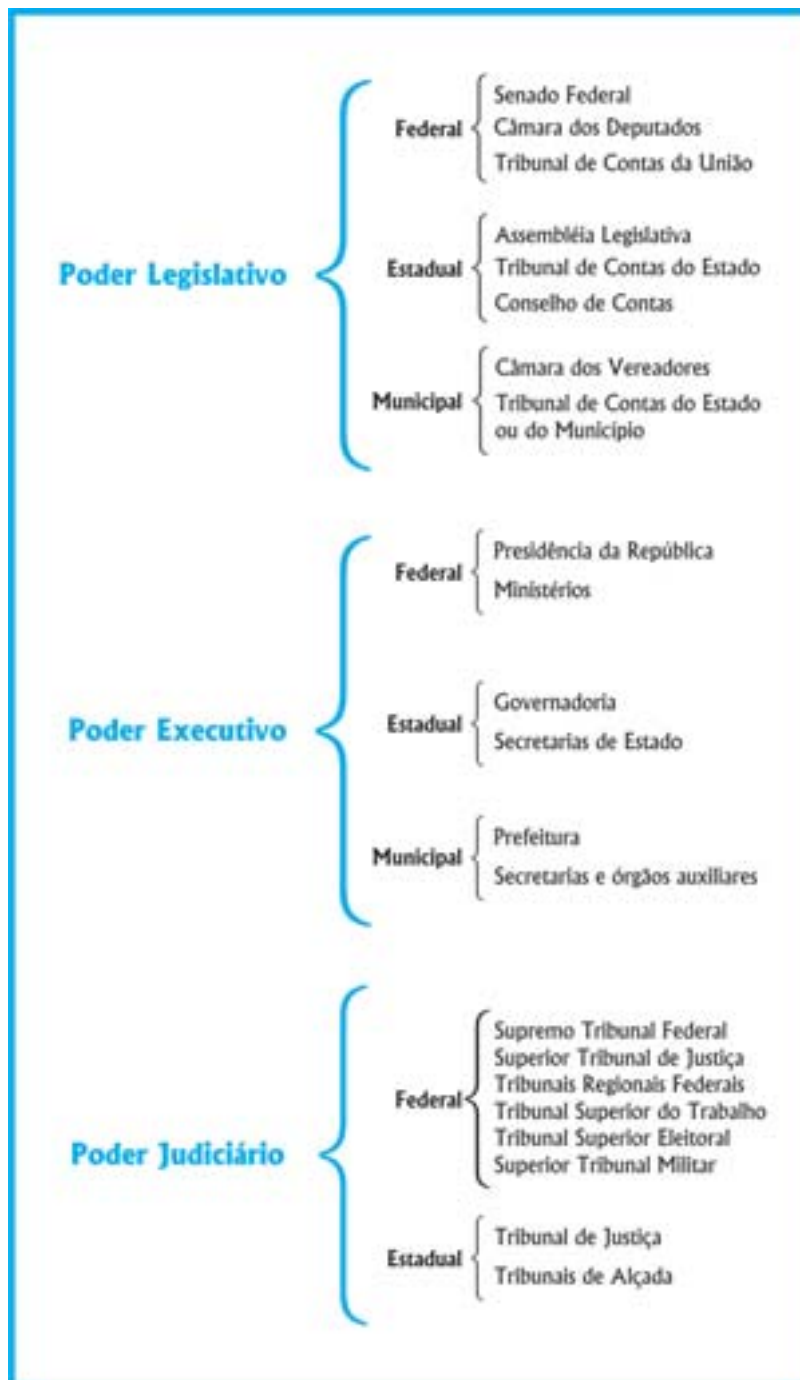 Poder Legislativo
Federal
Senado Federal
Câmara dos Deputados
Tribunal de Contas da União
Estadual
Assembléia Legislativa
Tribunal de Contas do Estado
Conselho de Contas
Municipal
Câmara dos Vereadores
Tribunal de Contas do Estado
ou do Município
Poder Executivo
Federal
Presidência da República
Ministérios
Estadual
Governadoria
Secretarias de Estado
Municipal
Prefeitura
Secretarias e órgãos auxiliares
Poder Judiciário
Federal
Supremo Tribunal Federal
Superior Tribunal de Justiça
Tribunais Regionais Federais
Tribunal Superior do Trabalho
Tribunal Superior Eleitoral
Superior Tribunal Militar
Estadual
Tribunal de Justiça
Tribunais de Alçada